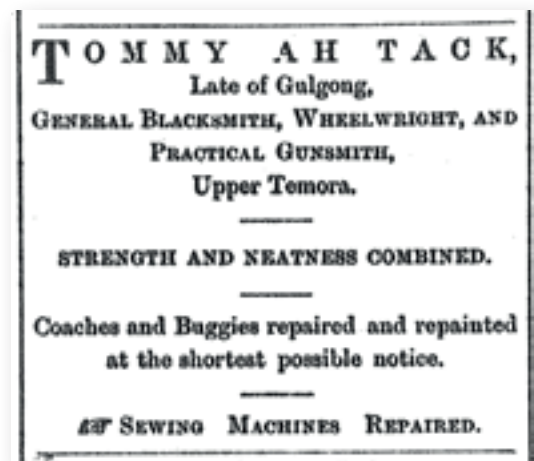 TOMMY AH TACK,
Late of Gulgong,
GENERAL BLACKSMITH, WHEELWRIGHT, AND
PRACTICAL GUNSMITH,
Upper Temora.
STRENGTH AND NEATNESS COMBINED.
Coaches and Buggies repaired and repainted
at the shortest possible notice.
☞ SEWING MACHINES REPAIRED.